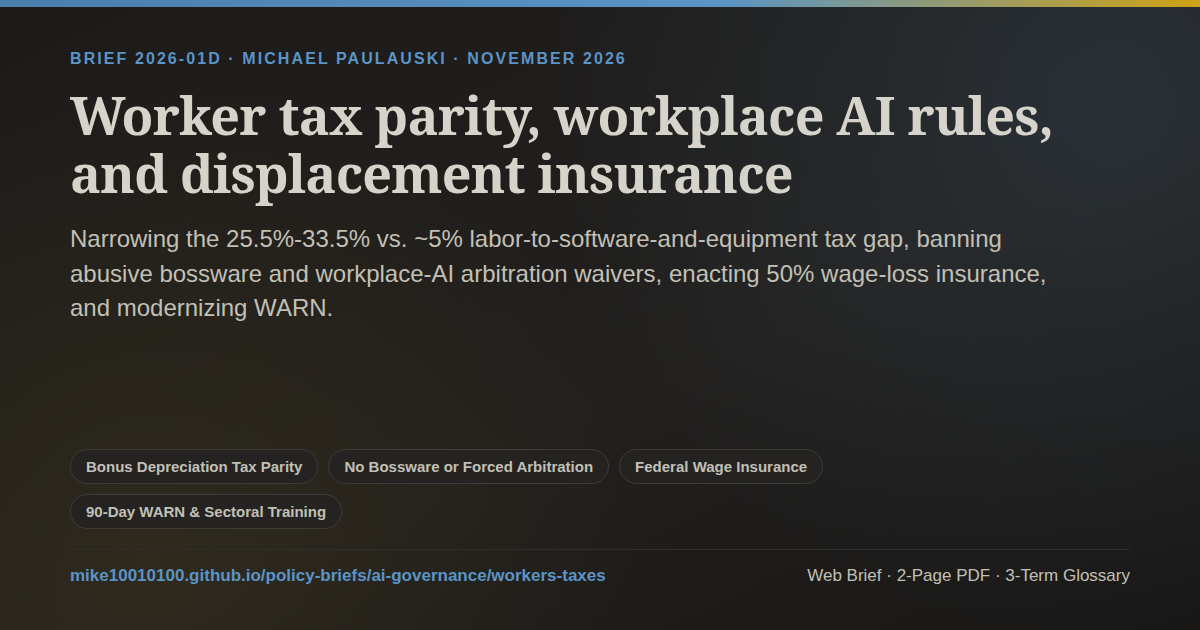 BRIEF 2026-01D · MICHAEL PAULAUSKI · NOVEMBER 2026
Worker tax parity, workplace AI rules,
and displacement insurance
Narrowing the 25.5%-33.5% vs. ~5% labor-to-software-and-equipment tax gap, banning
abusive bossware and workplace-AI arbitration waivers, enacting 50% wage-loss insurance,
and modernizing WARN.
Bonus Depreciation Tax Parity
No Bossware or Forced Arbitration
Federal Wage Insurance
90-Day WARN & Sectoral Training
mike10010100.github.io/policy-briefs/ai-governance/workers-taxes
Web Brief · 2-Page PDF · 3-Term Glossary